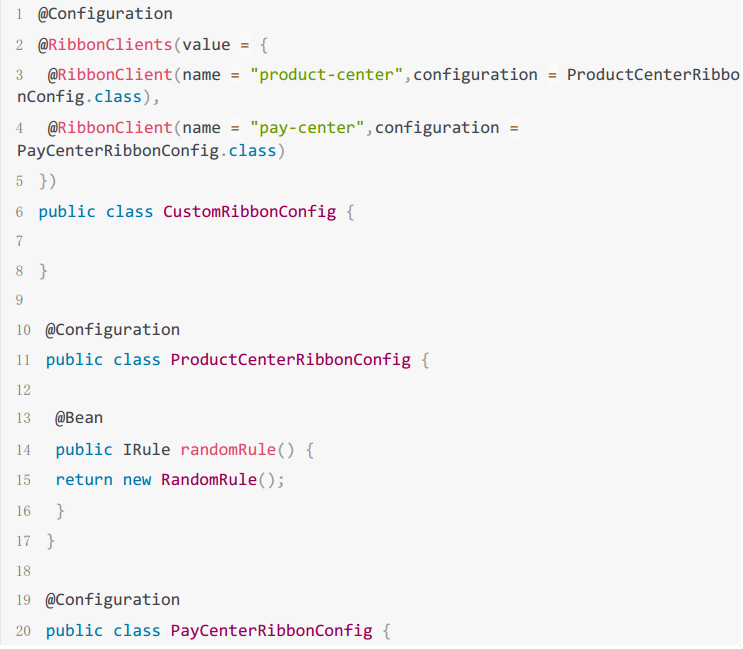 1 @Configuration
2 @RibbonClients(value = {
3 @RibbonClient(name = "product-center",configuration = ProductCenterRibbo
nConfig.class),
4 @RibbonClient(name = "pay-center",configuration =
PayCenterRibbonConfig.class)
5 })
6 public class CustomRibbonConfig {
7
8 }
9
10 @Configuration
11 public class ProductCenterRibbonConfig {
12
13 @Bean
14 public IRule randomRule() {
15 return new RandomRule();
16 }
17 }
18
19 @Configuration
20 public class PayCenterRibbonConfig {